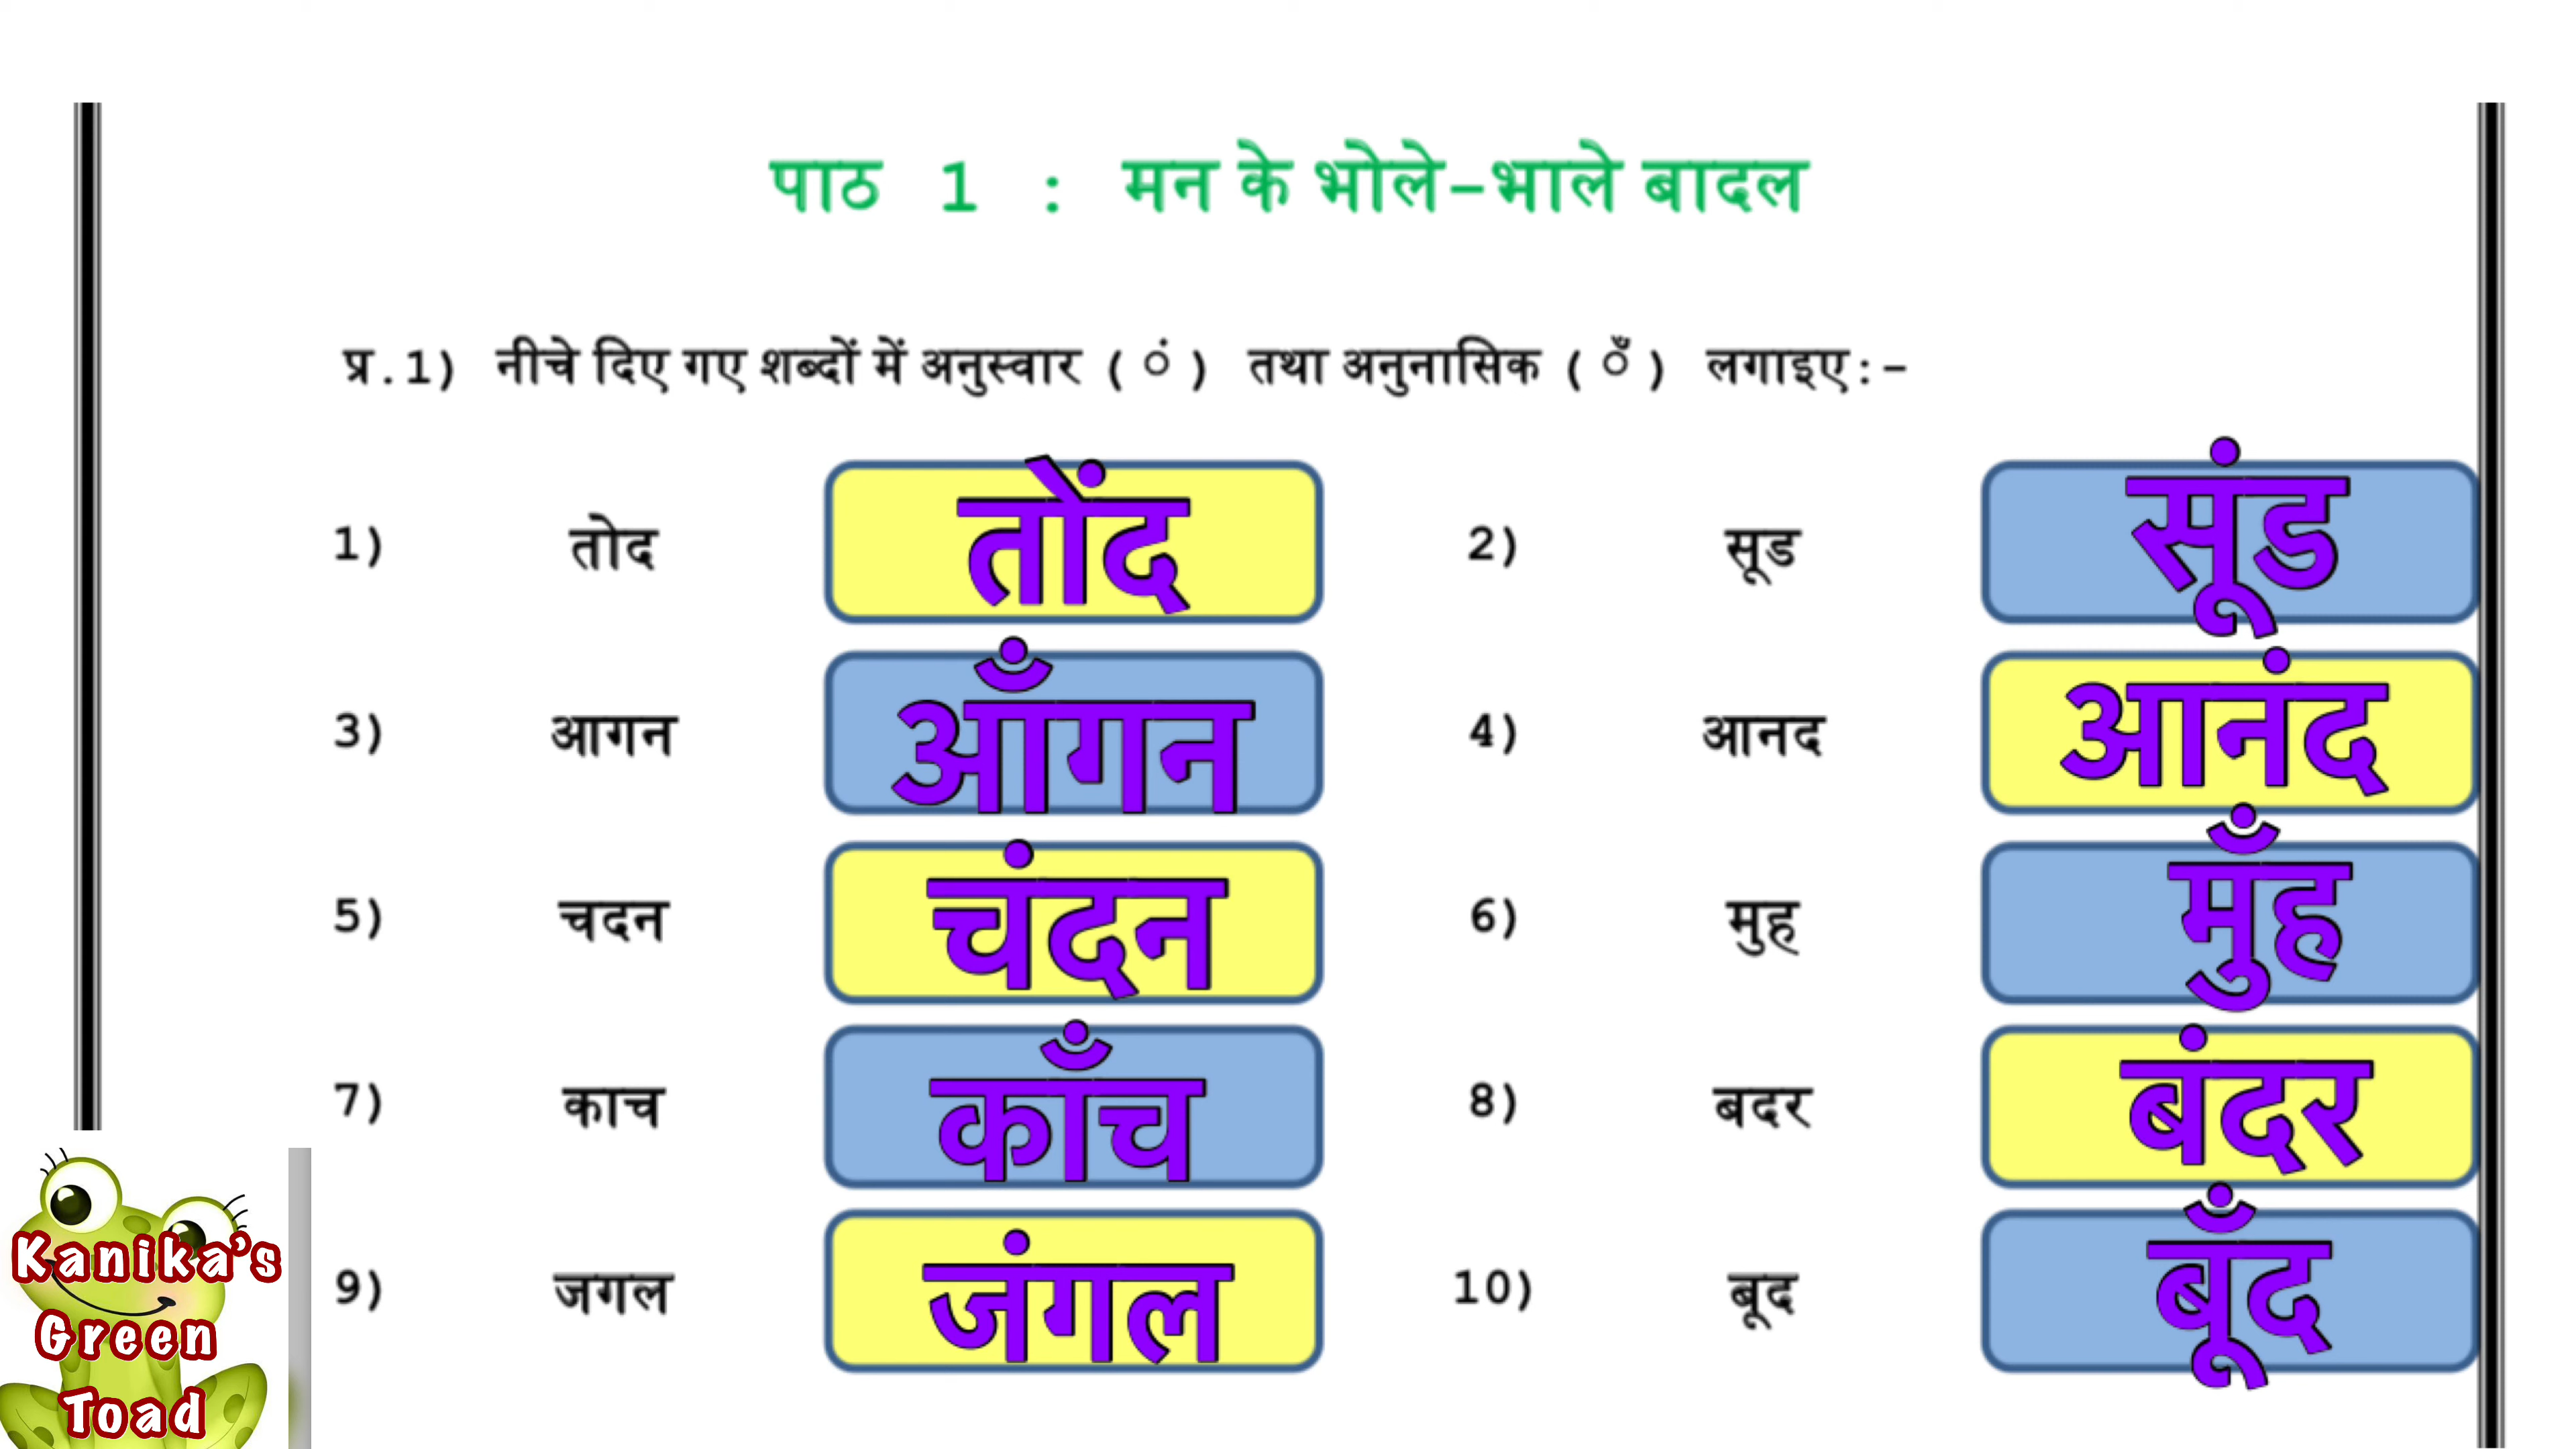 पाठ 1 : मन के भोले-भाले बादल
प्र.1) नीचे दिए गए शब्दों में अनुस्वार ( ं ) तथा अनुनासिक ( ँ ) लगाइए:-
1) तोद तोंद 2) सूड सूंड
3) आगन आँगन 4) आनद आनंद
5) चदन चंदन 6) मुह मुँह
7) काच काँच 8) बदर बंदर
9) जगल जंगल 10) बूद बूँद
Kanika's
Green
Toad